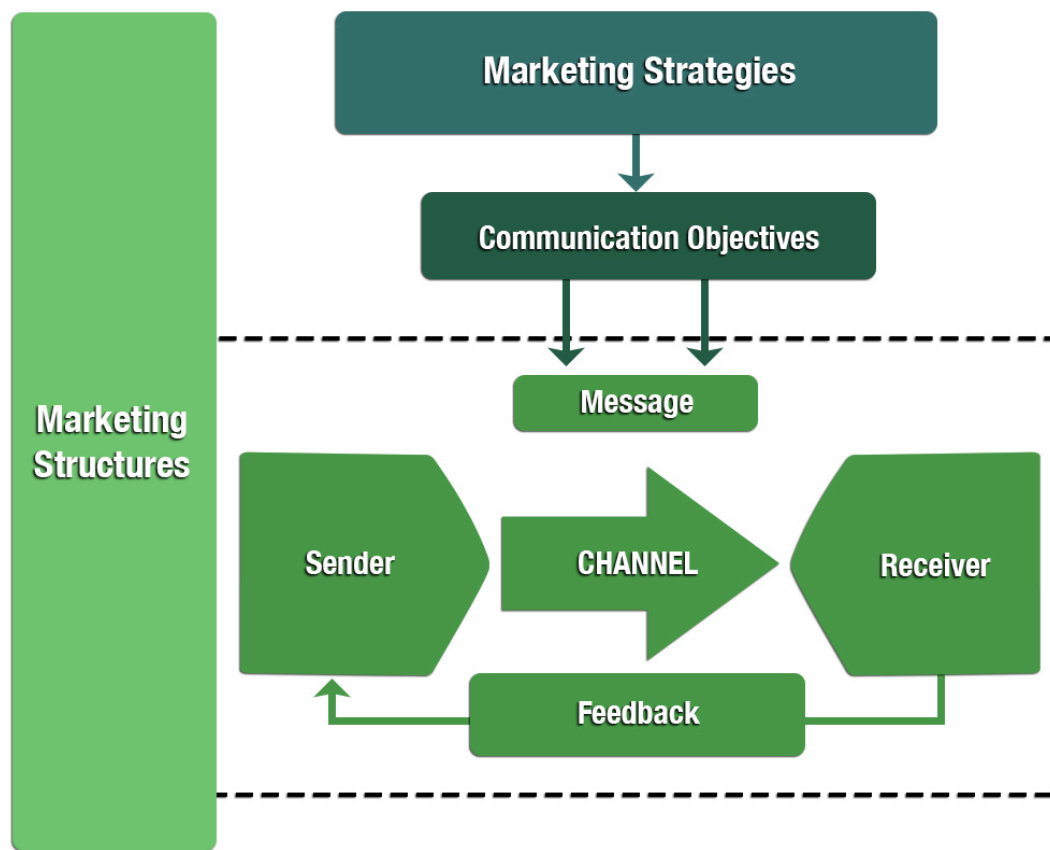 Marketing Strategies
Communication Objectives
Message
Marketing
Structures
Sender
CHANNEL
Receiver
Feedback